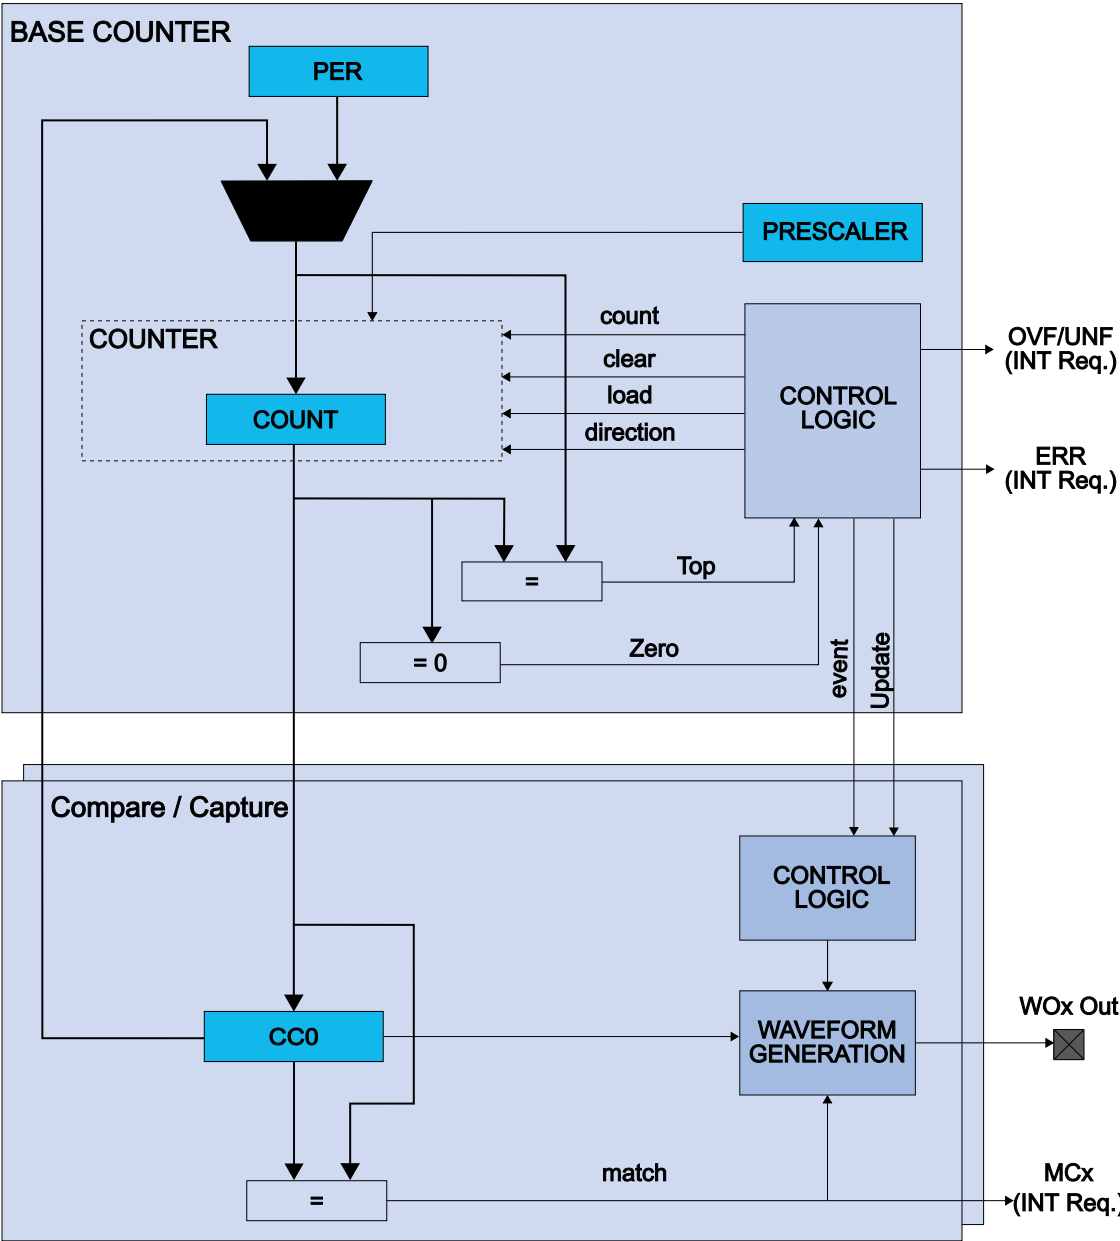 BASE COUNTER
PER
PRESCALER
COUNTER
count
clear
load
direction
COUNT
CONTROL
LOGIC
OVF/UNF
(INT Req.)
ERR
(INT Req.)
=
Top
= 0
Zero
event
Update
Compare / Capture
CONTROL
LOGIC
CC0
WAVEFORM
GENERATION
WOx Out
=
match
MCx
(INT Req.)